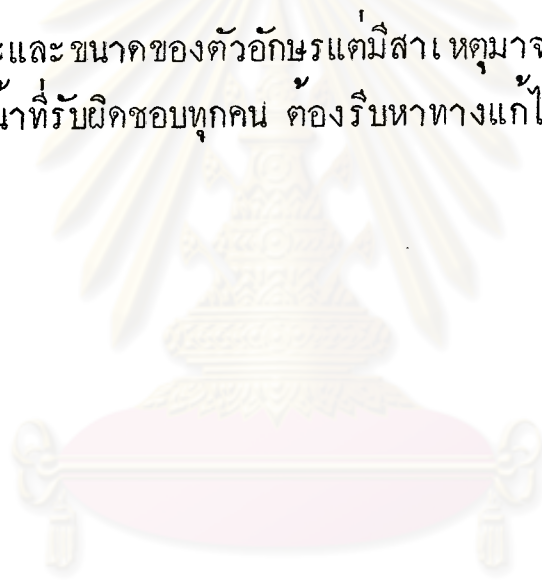 ะและขนาดของตัวอักษรแต่มีสาเหตุมาจ
น้าที่รับผิดชอบทุกคน ต้องรีบหาทางแก้ไ